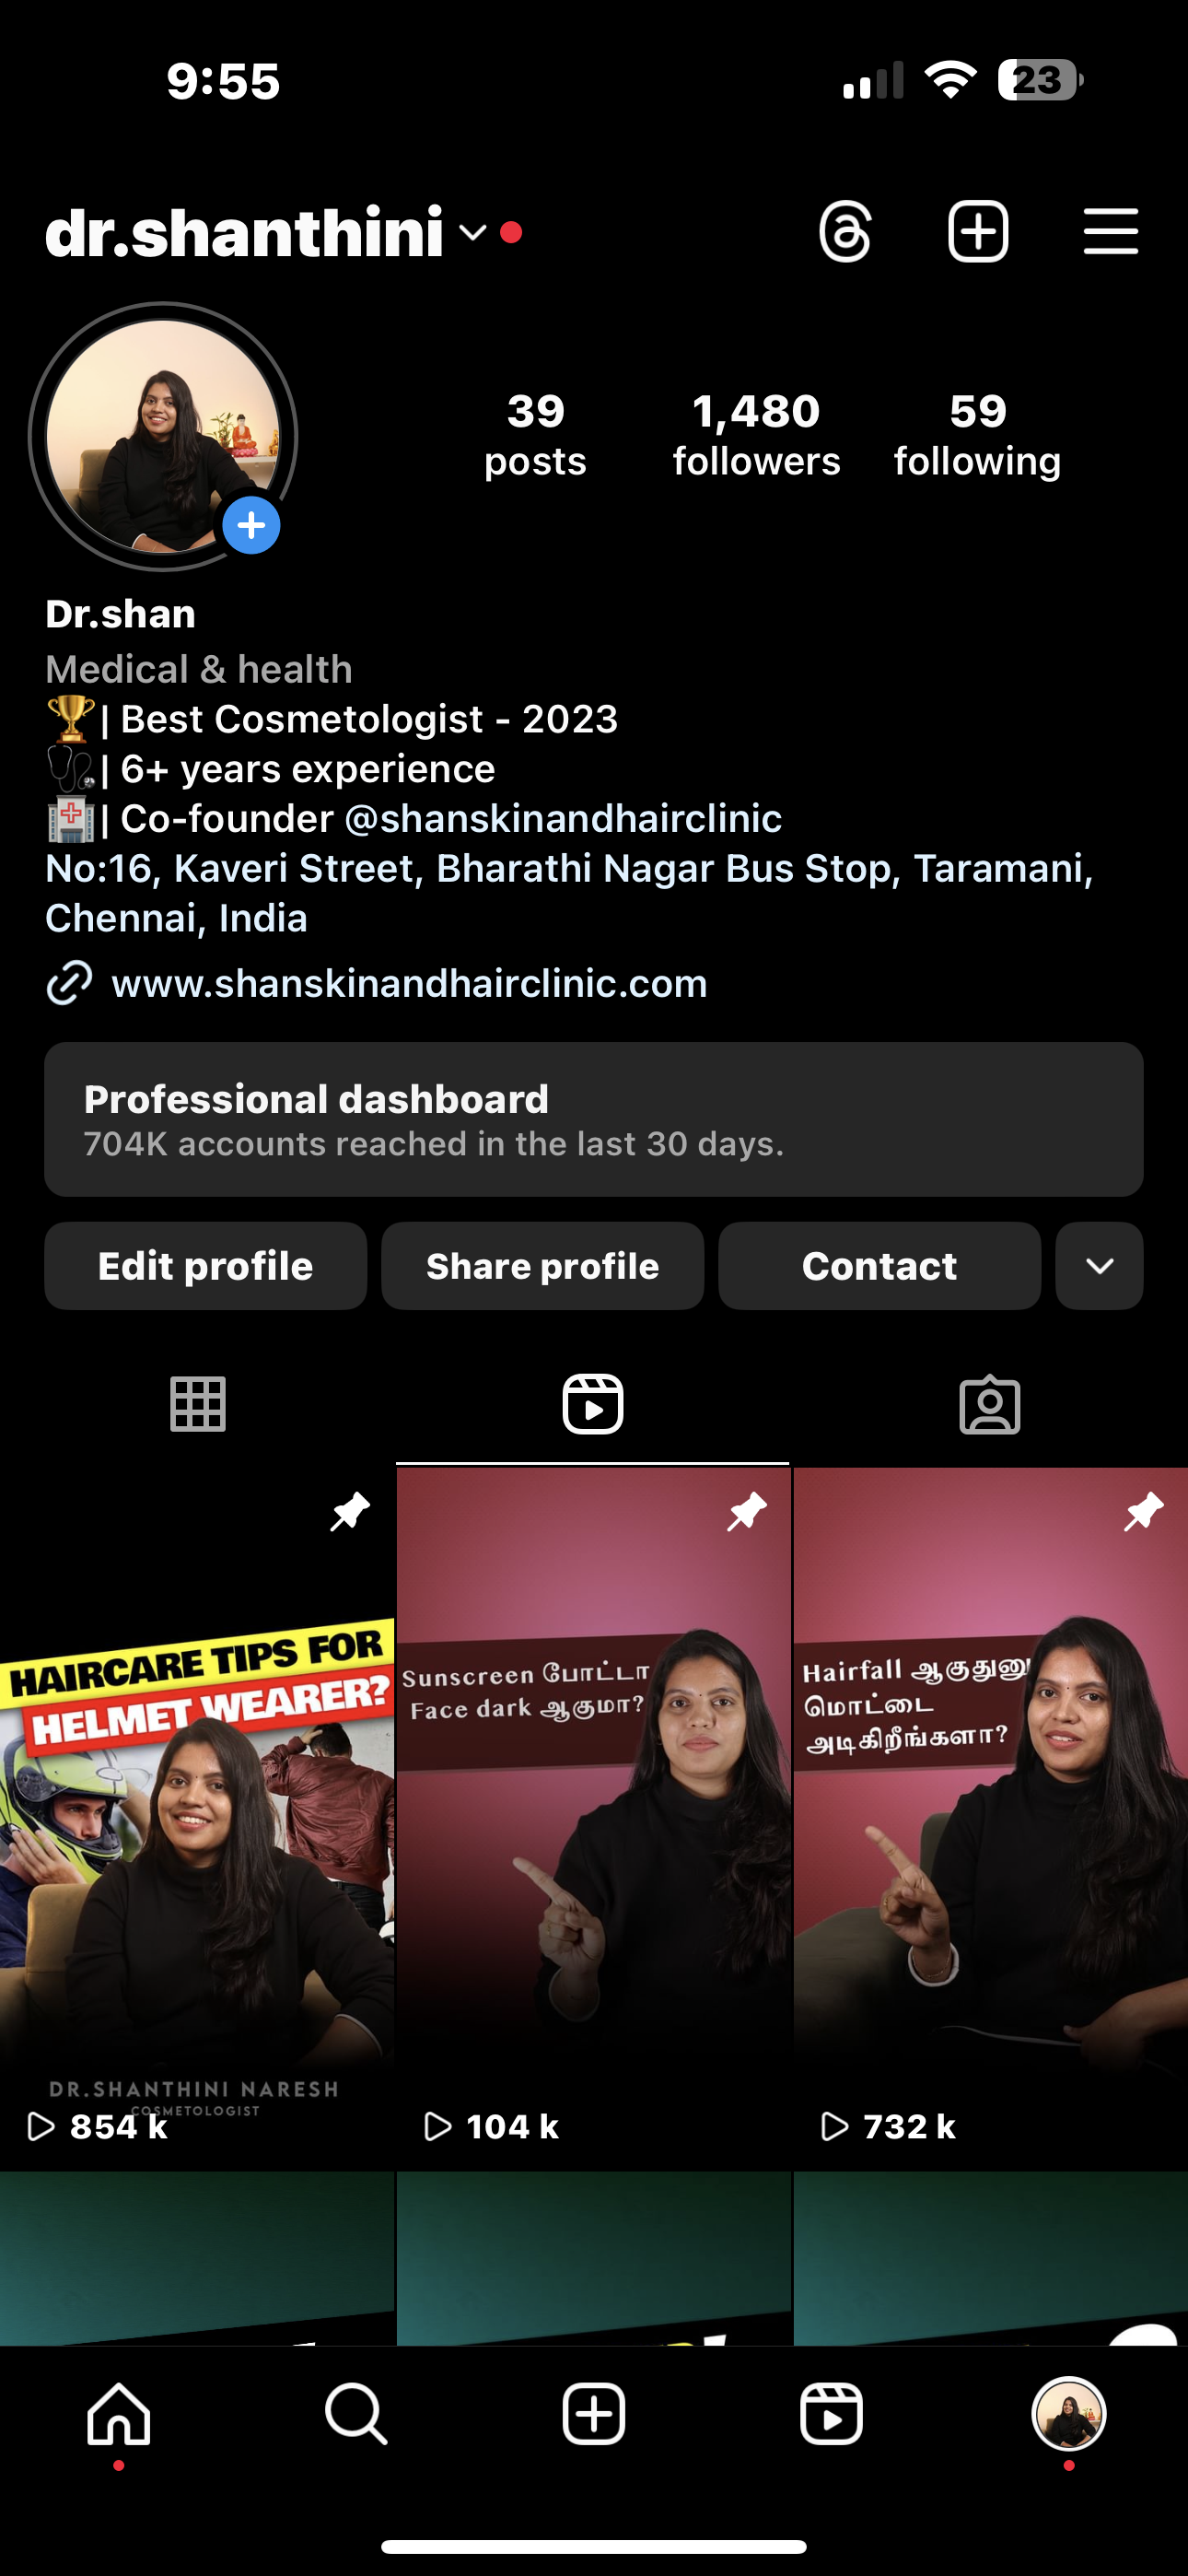 9:55
23
dr.shanthini
39
posts
1,480
followers
59
following
Dr.shan
Medical & health
🏆| Best Cosmetologist - 2023
🩺| 6+ years experience
🏥| Co-founder @shanskinandhairclinic
No:16, Kaveri Street, Bharathi Nagar Bus Stop, Taramani,
Chennai, India
www.shanskinandhairclinic.com
Professional dashboard
704K accounts reached in the last 30 days.
Edit profile
Share profile
Contact
HAIRCARE TIPS FOR
HELMET WEARER?
DR.SHANTHINI NARESH
COSMETOLOGIST
854 k
Sunscreen போட்டா
Face dark ஆகுமா?
104 k
Hairfall ஆகுதுனு
மொட்டை
அடிகிறீங்களா?
732 k